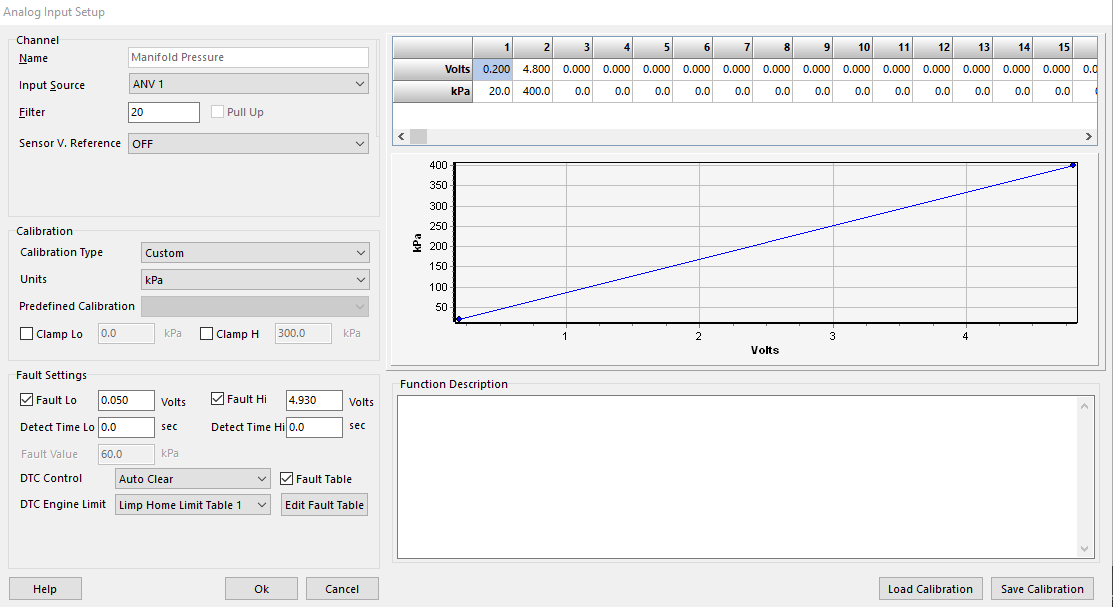 Analog Input Setup
Channel
Name Manifold Pressure
Input Source ANV 1
Filter 20 Pull Up
Sensor V. Reference OFF
Calibration
Calibration Type Custom
Units kPa
Predefined Calibration
Clamp Lo 0.0 kPa Clamp H 300.0 kPa
Fault Settings
Fault Lo 0.050 Volts Fault Hi 4.930 Volts
Detect Time Lo 0.0 sec Detect Time Hi 0.0 sec
Fault Value 60.0 kPa
DTC Control Auto Clear Fault Table
DTC Engine Limit Limp Home Limit Table 1 Edit Fault Table
Help Ok Cancel
1 2 3 4 5 6 7 8 9 10 11 12 13 14 15
Volts 0.200 4.800 0.000 0.000 0.000 0.000 0.000 0.000 0.000 0.000 0.000 0.000 0.000 0.000 0.000 0.0
kPa 20.0 400.0 0.0 0.0 0.0 0.0 0.0 0.0 0.0 0.0 0.0 0.0 0.0 0.0 0.0
400
350
300
250
200
150
100
50
kPa
1 2 3 4
Volts
Function Description
Load Calibration Save Calibration